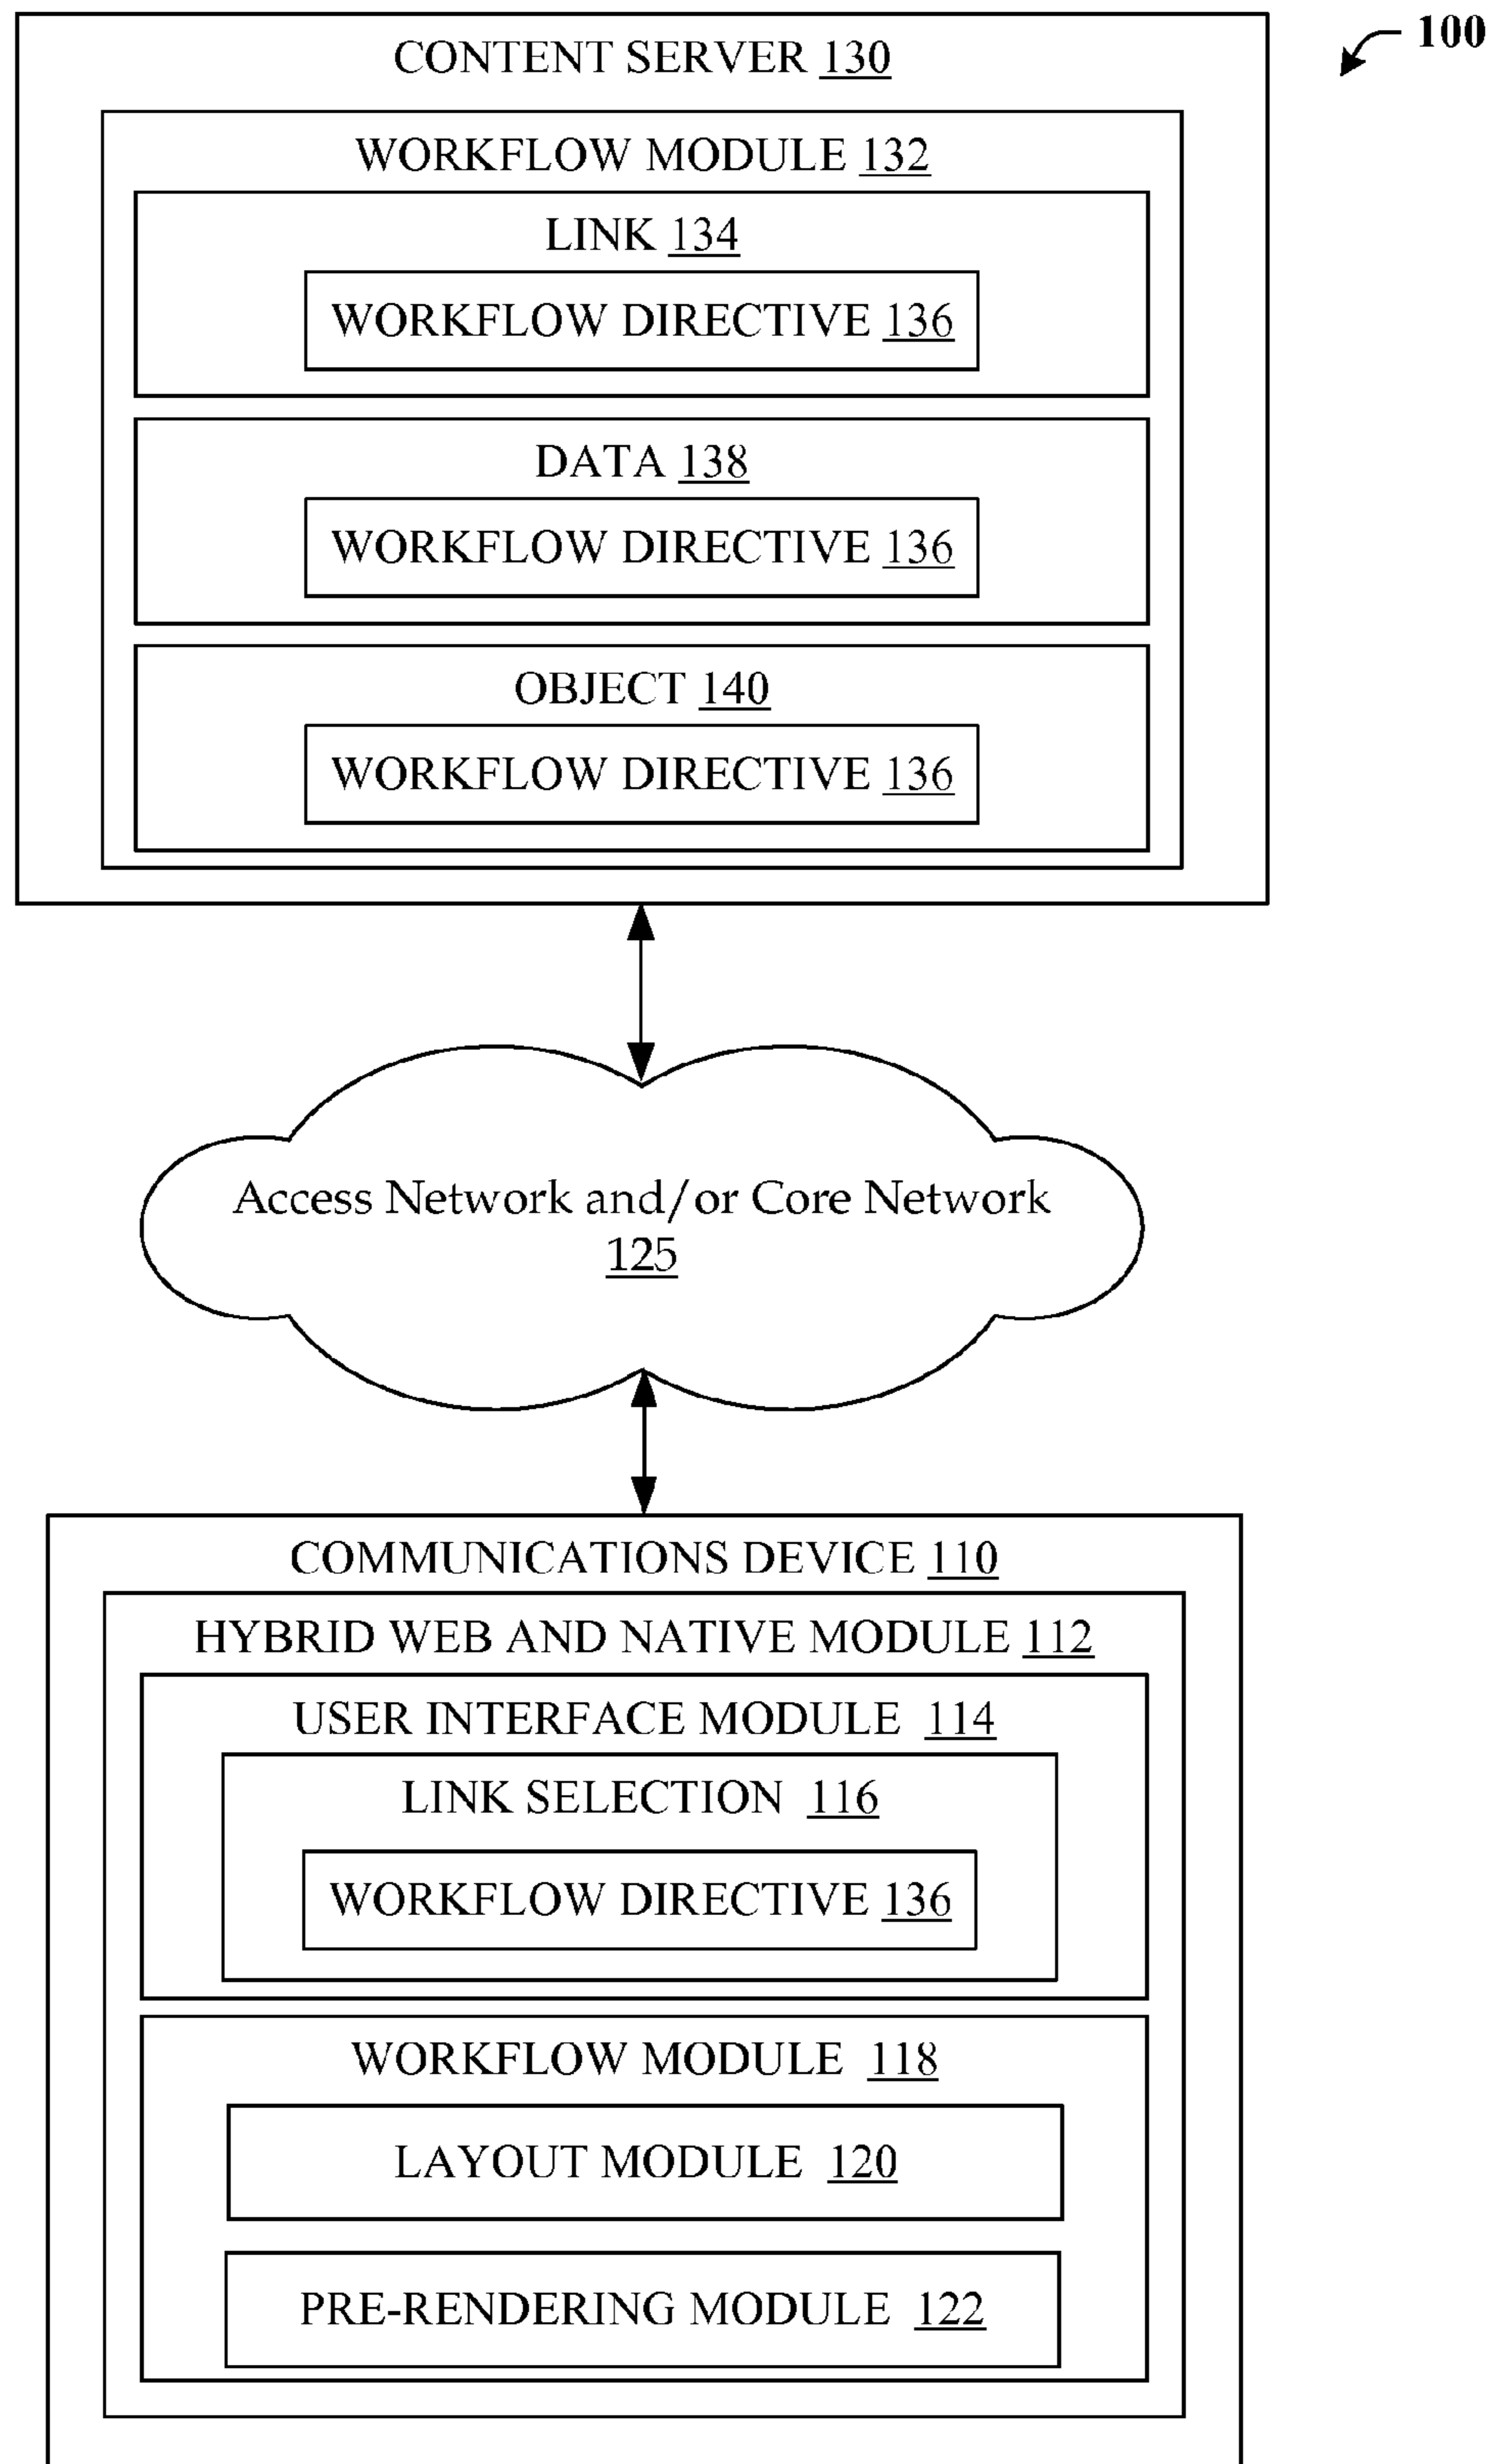 100
CONTENT SERVER 130
WORKFLOW MODULE 132
LINK 134
WORKFLOW DIRECTIVE 136
DATA 138
WORKFLOW DIRECTIVE 136
OBJECT 140
WORKFLOW DIRECTIVE 136
Access Network and/or Core Network
125
COMMUNICATIONS DEVICE 110
HYBRID WEB AND NATIVE MODULE 112
USER INTERFACE MODULE 114
LINK SELECTION 116
WORKFLOW DIRECTIVE 136
WORKFLOW MODULE 118
LAYOUT MODULE 120
PRE-RENDERING MODULE 122